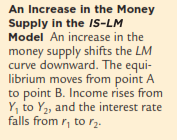 An Increase in the Money
Supply in the IS–LM
Model An increase in the
money supply shifts the LM
curve downward. The equi-
librium moves from point A
to point B. Income rises from
Y₁ to Y₂, and the interest rate
falls from r₁ to r₂.